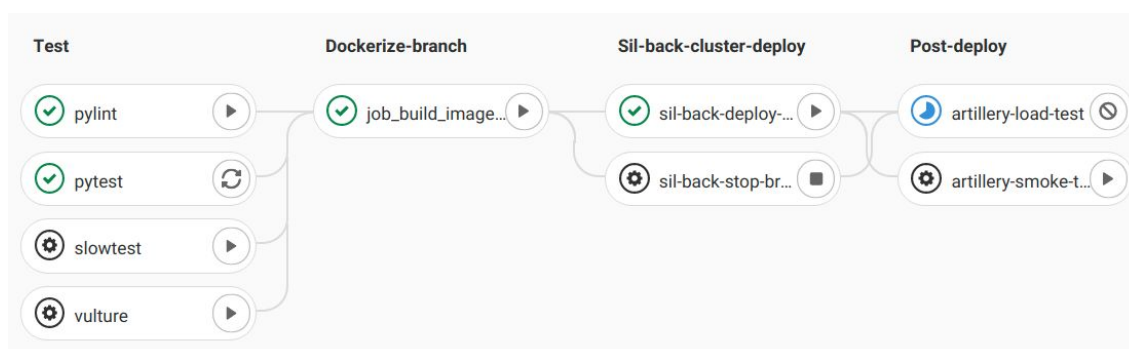 Test
pylint
pytest
slowtest
vulture
Dockerize-branch
job_build_image...
Sil-back-cluster-deploy
sil-back-deploy-...
sil-back-stop-br...
Post-deploy
artillery-load-test
artillery-smoke-t...